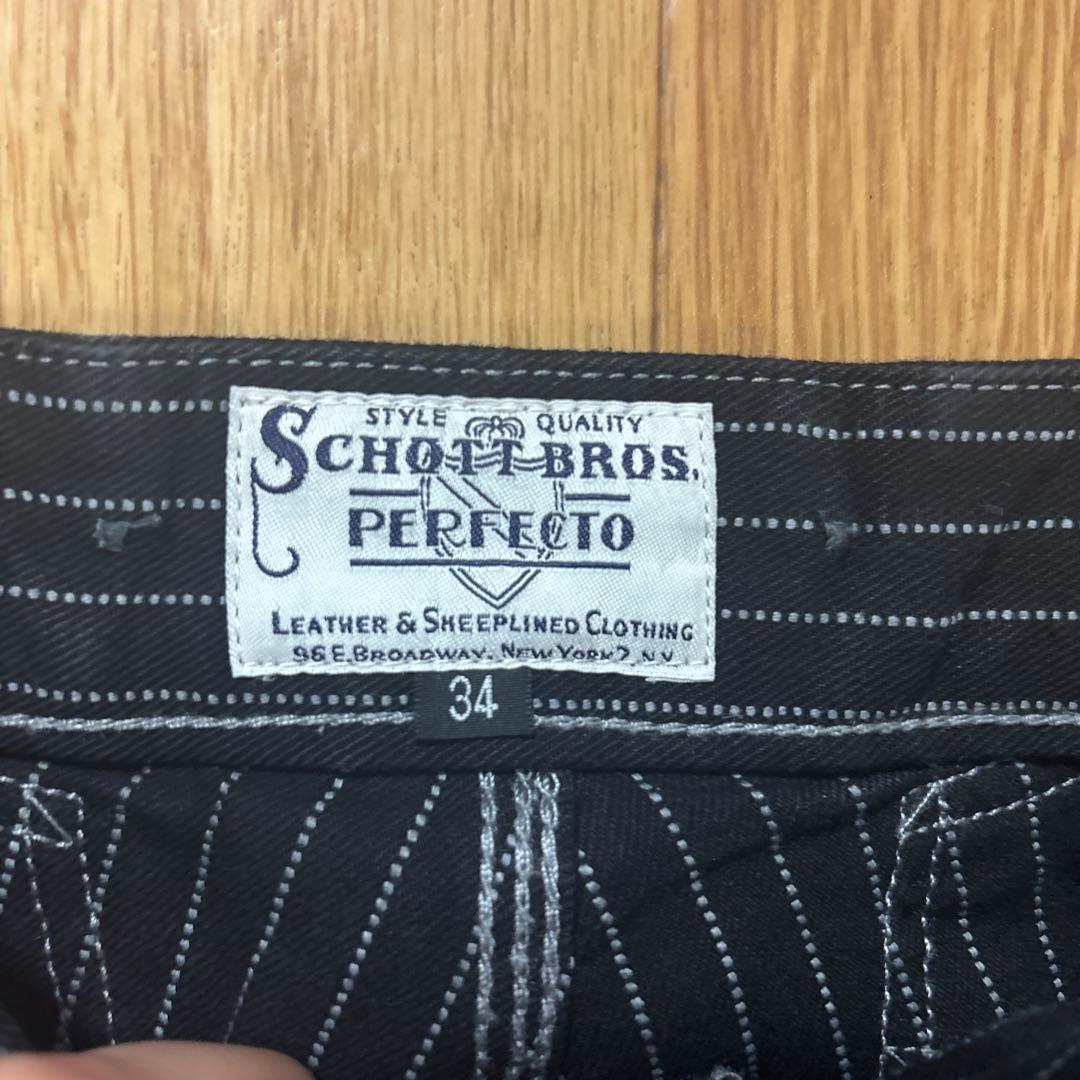 STYLE QUALITY
SCHOTT BROS.
PERFECTO
LEATHER & SHEEPLINED CLOTHING
96 E. BROADWAY. NEW YORK 2. N.Y.
34